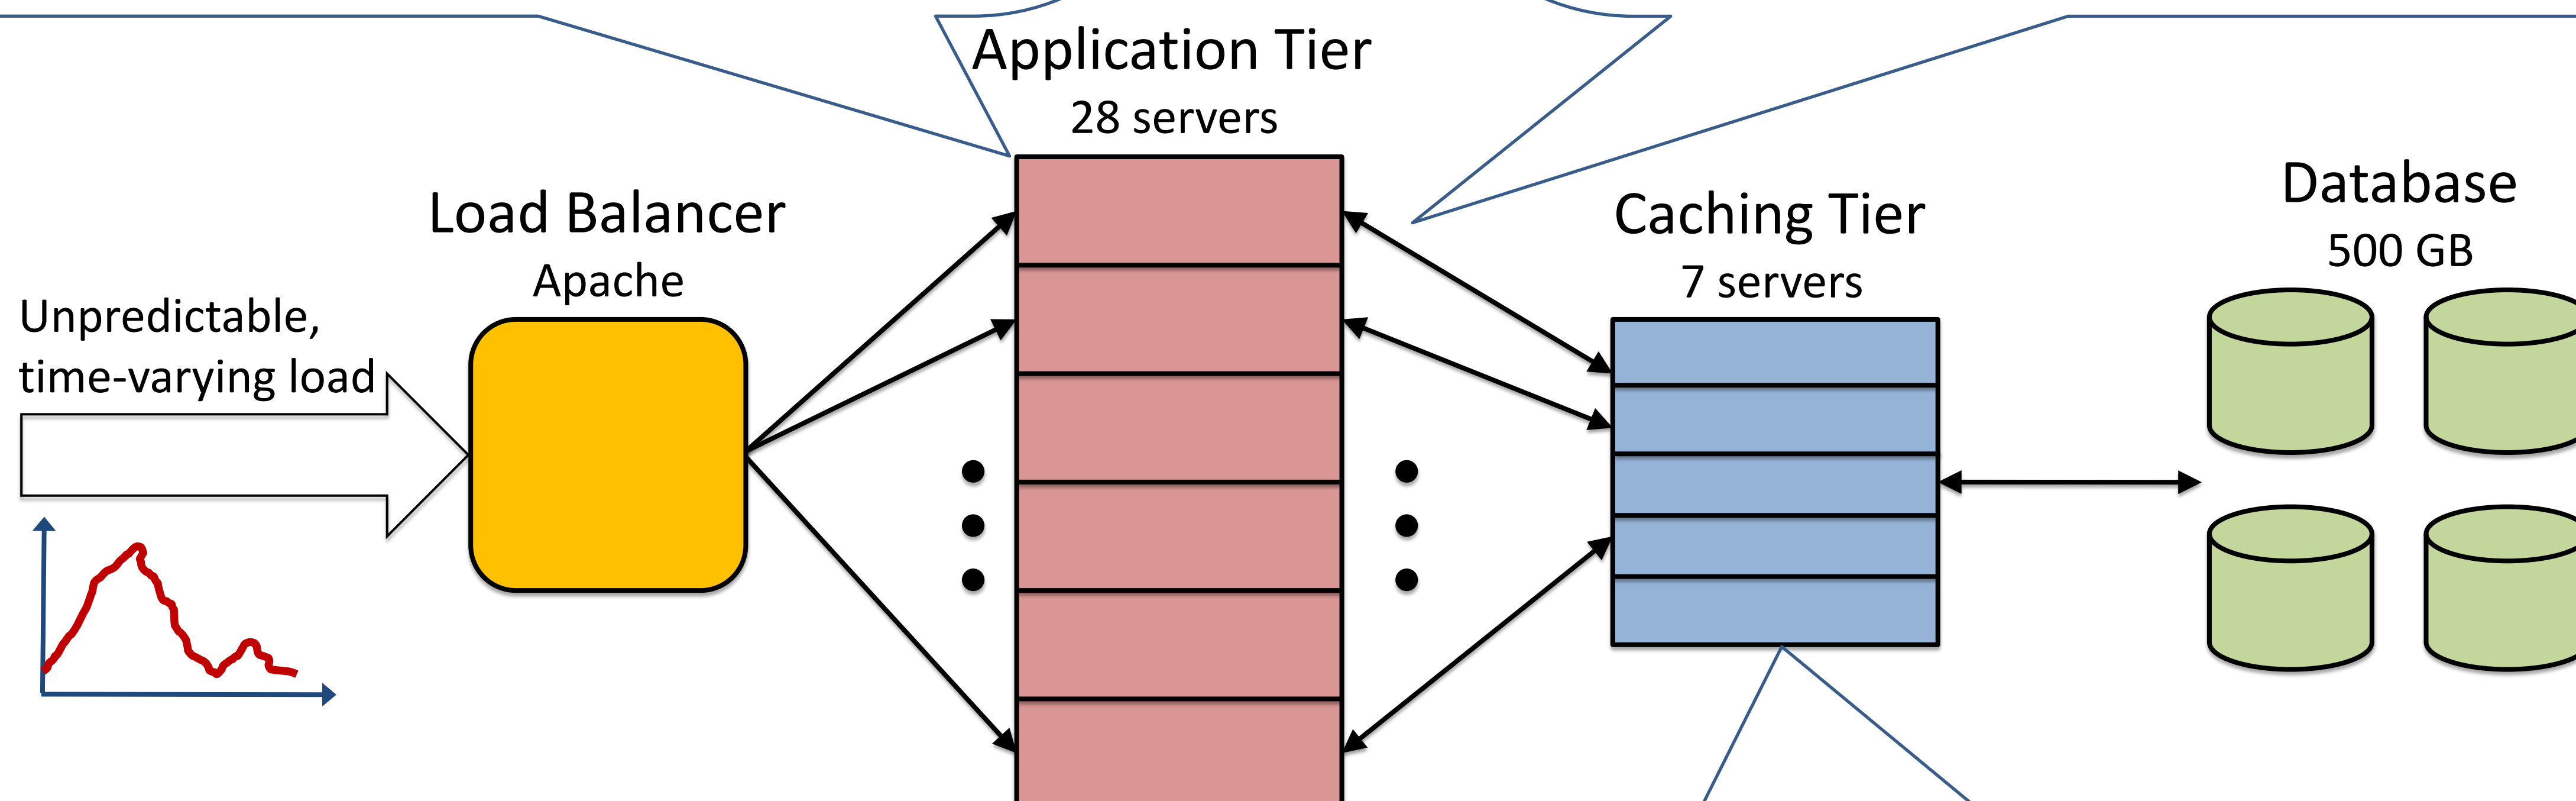 Application Tier
28 servers
Load Balancer
Apache
Caching Tier
7 servers
Database
500 GB
Unpredictable,
time-varying load